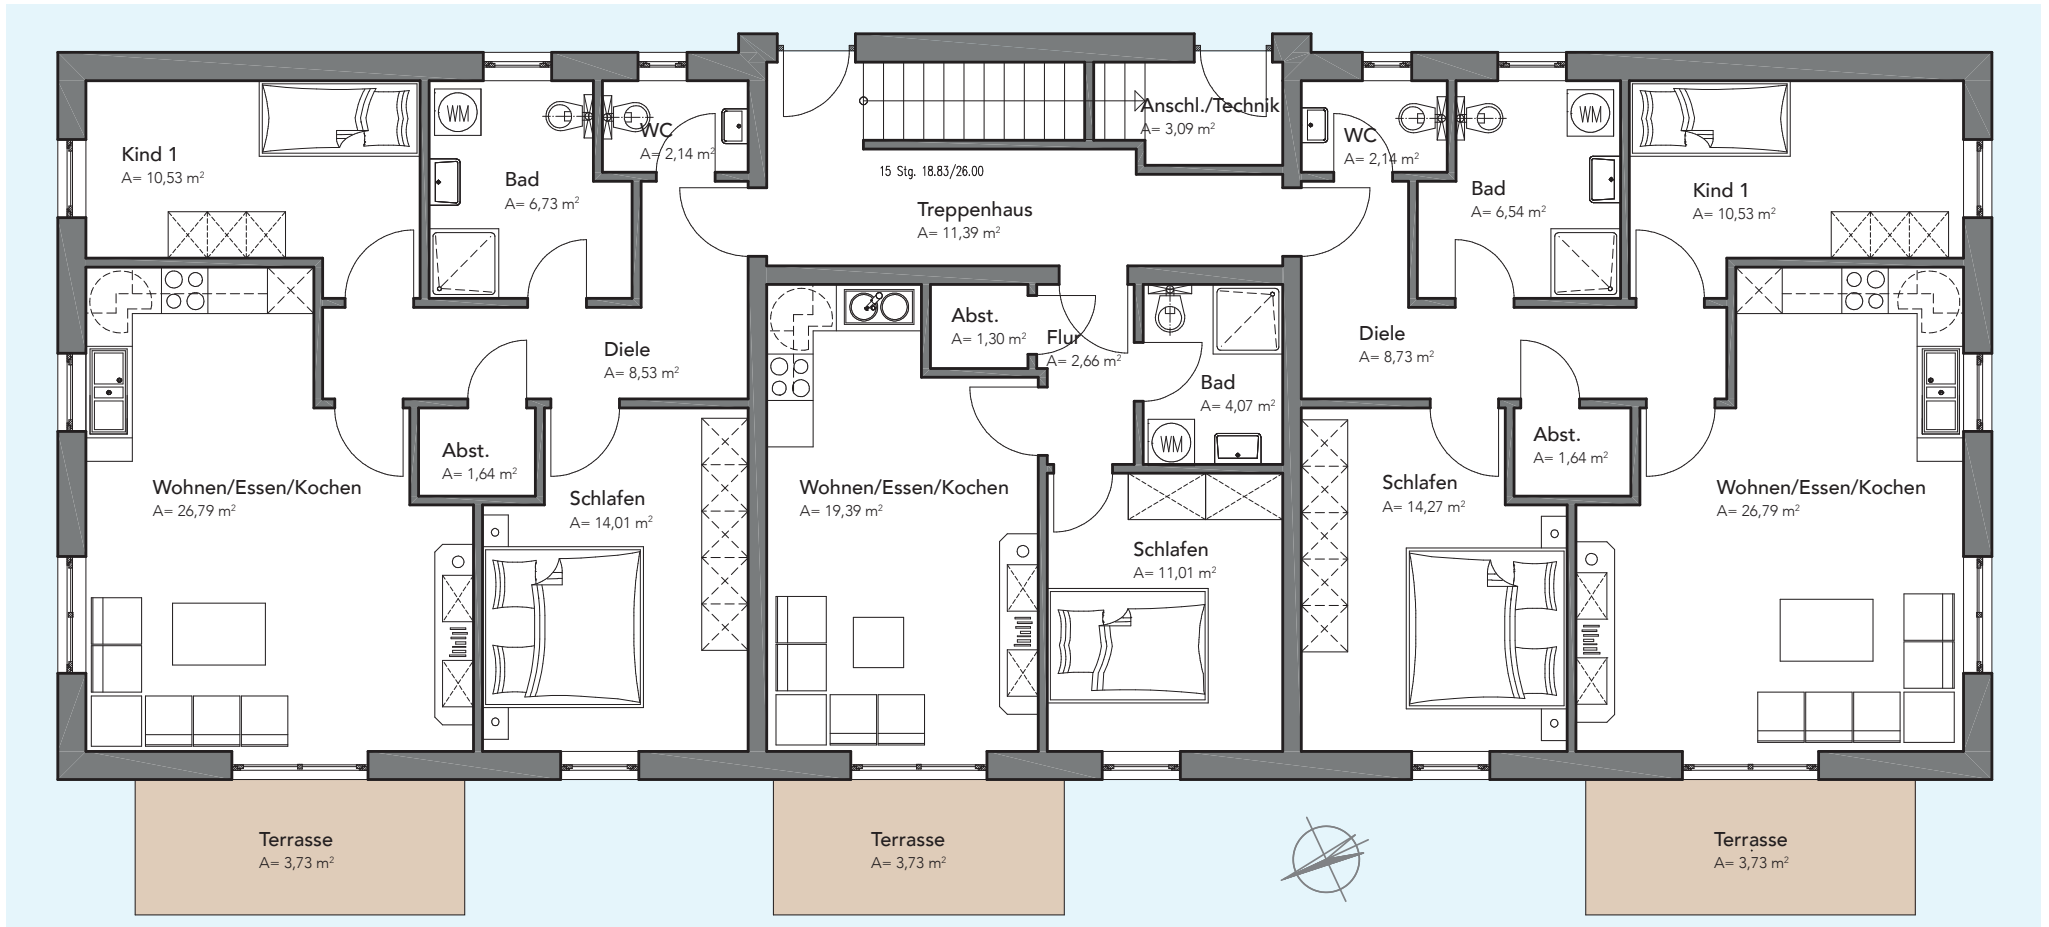 Kind 1
A= 10,53 m²
WM
Bad
A= 6,73 m²
WC
A= 2,14 m²
Anschl./Technik
A= 3,09 m²
15 Stg. 18.83/26.00
Treppenhaus
A= 11,39 m²
WC
A= 2,14 m²
Bad
A= 6,54 m²
WM
Kind 1
A= 10,53 m²
Diele
A= 8,53 m²
Abst.
A= 1,30 m²
Flur
A= 2,66 m²
Bad
A= 4,07 m²
WM
Diele
A= 8,73 m²
Abst.
A= 1,64 m²
Abst.
A= 1,64 m²
Wohnen/Essen/Kochen
A= 26,79 m²
Schlafen
A= 14,01 m²
Wohnen/Essen/Kochen
A= 19,39 m²
Schlafen
A= 11,01 m²
Schlafen
A= 14,27 m²
Wohnen/Essen/Kochen
A= 26,79 m²
Terrasse
A= 3,73 m²
Terrasse
A= 3,73 m²
Terrasse
A= 3,73 m²